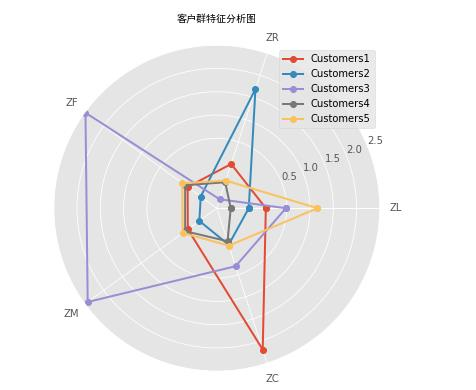 客户群特征分析图
ZR
Customers1
Customers2
Customers3
Customers4
Customers5
ZF
2.5
2.0
1.5
1.0
0.5
ZL
ZM
ZC